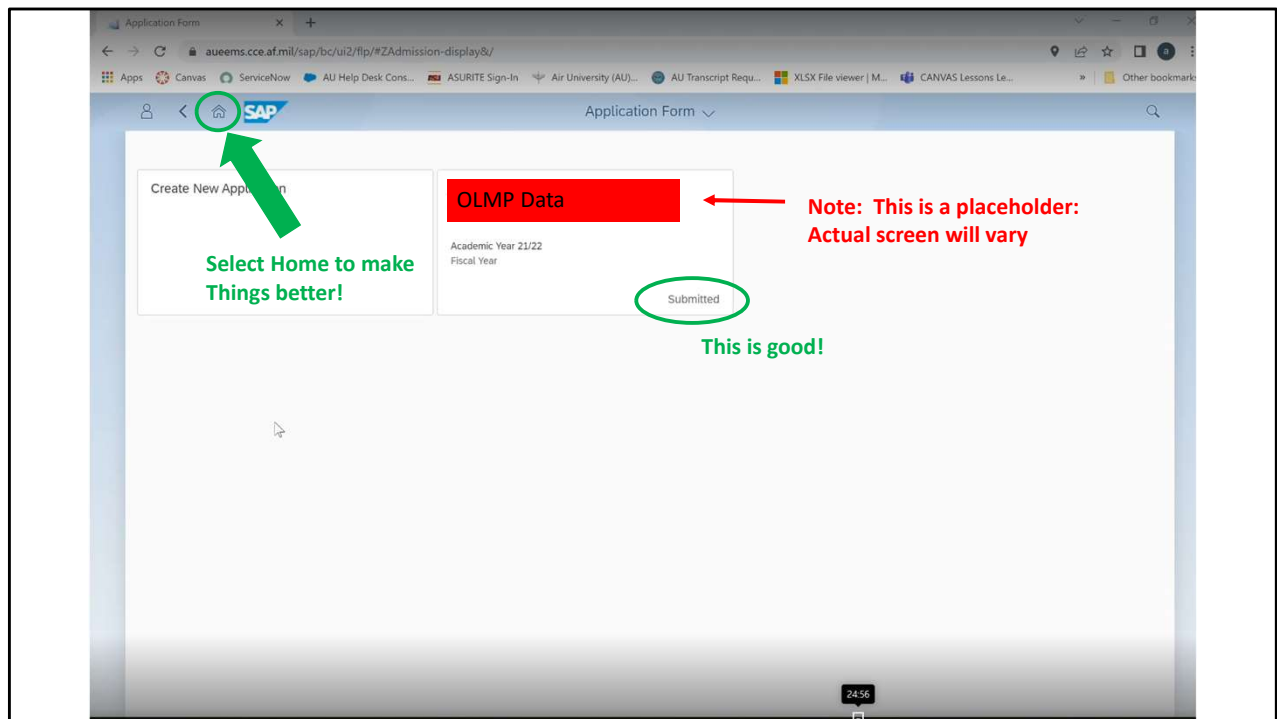 Application Form
aueems.cce.af.mil/sap/bc/ui2/flp/#ZAdmission-display&/
a
Apps Canvas ServiceNow AU Help Desk Cons... ASU ASURITE Sign-In Air University (AU)... AU Transcript Requ... XLSX File viewer | M... CANVAS Lessons Le... » Other bookmark
SAP Application Form
Create New
OLMP Data
Note: This is a placeholder:
Actual screen will vary
Academic Year 21/22
Fiscal Year
Select Home to make
Things better!
Submitted
This is good!
24:56